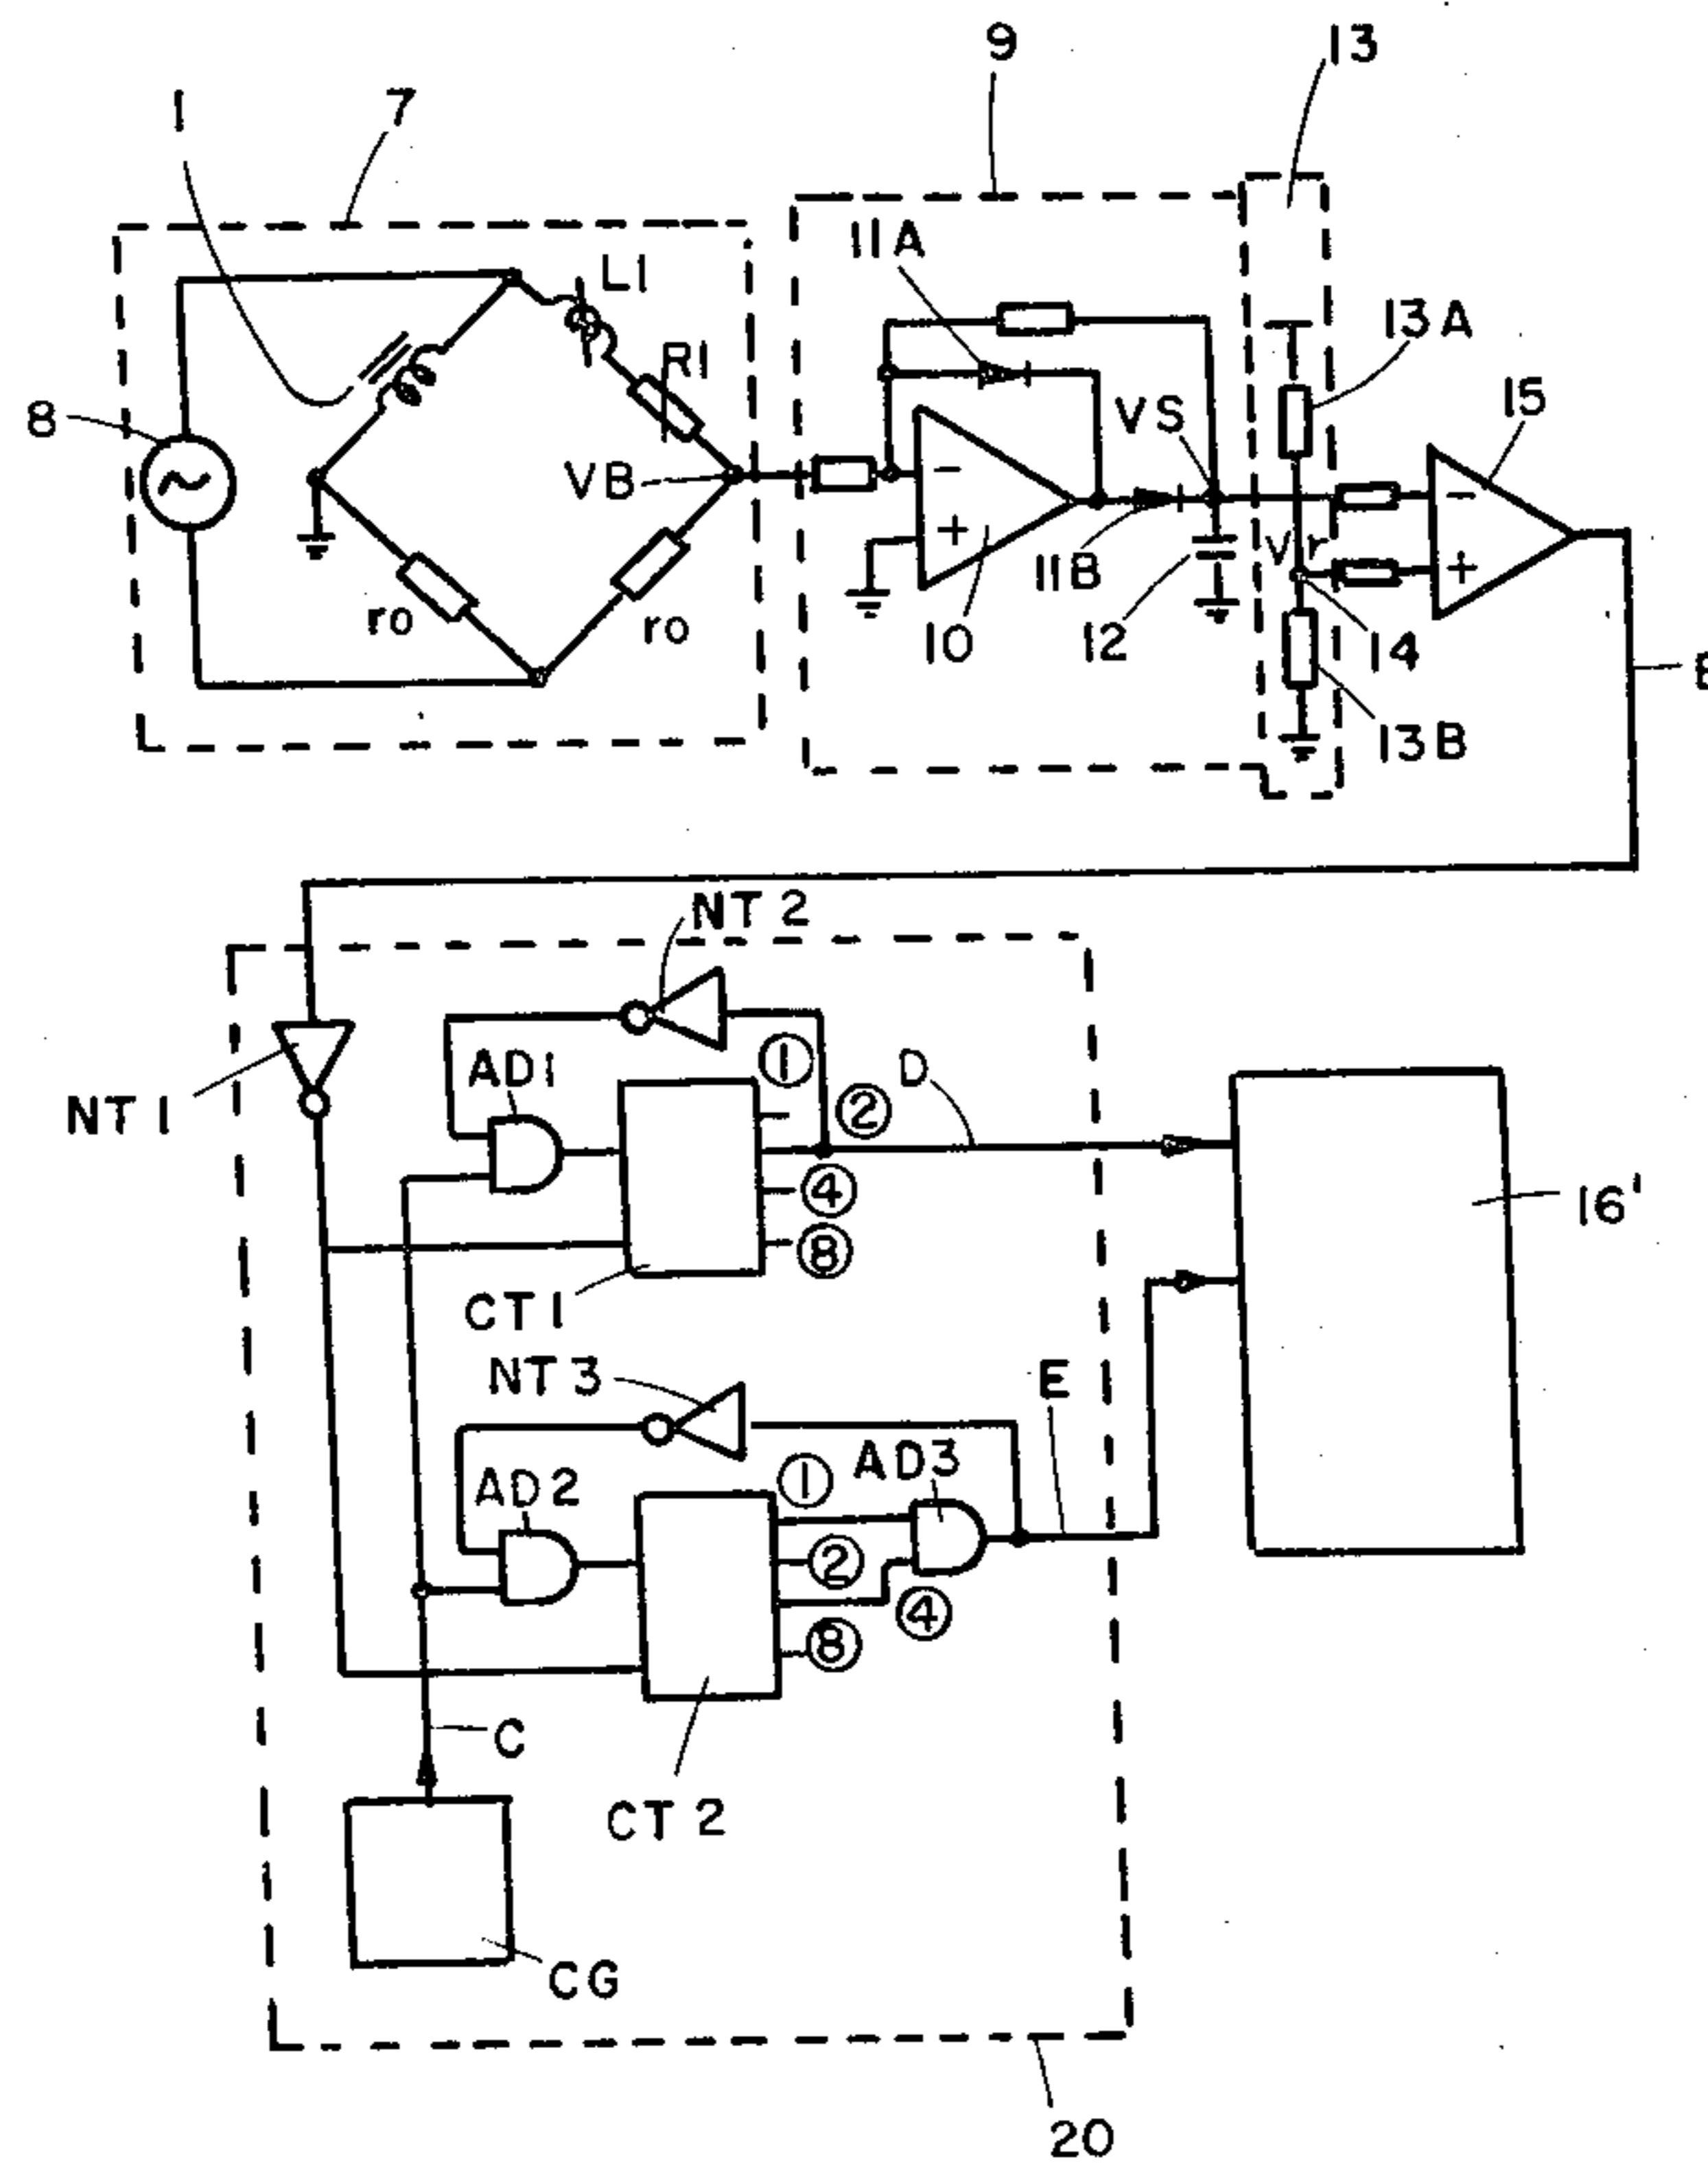 9
13
1
7
11A
L1
13A
R1
VS
15
8
VB
-
-
+
Vr
+
11B
ro
ro
10
12
14
13B
NT2
AD1
①
D
②
NT1
④
16'
⑧
CT1
NT3
E
①
AD3
AD2
②
④
⑧
C
CT2
CG
20